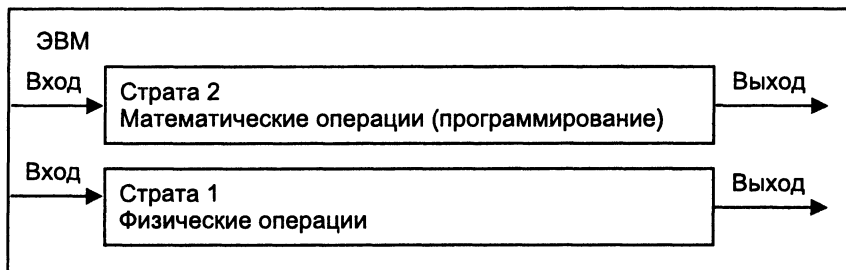 ЭВМ
Вход
Страта 2
Математические операции (программирование)
Выход
Вход
Страта 1
Физические операции
Выход